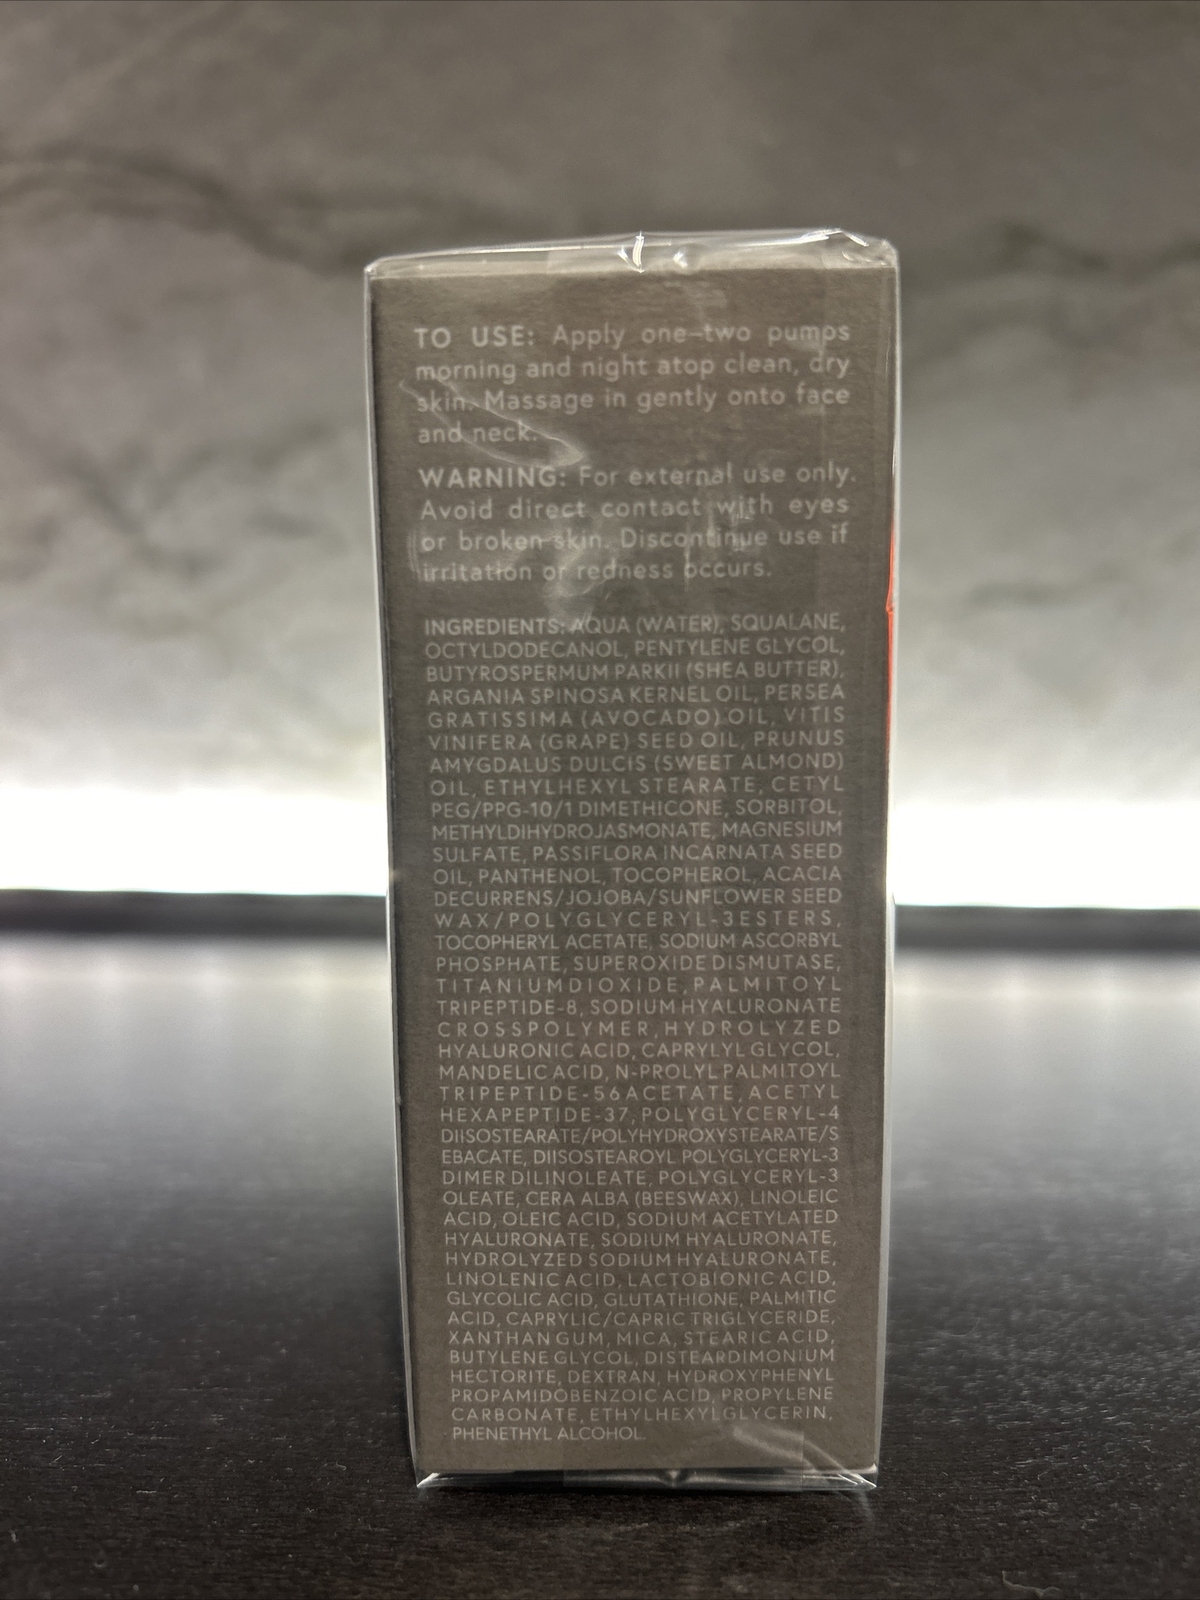 TO USE: Apply one-two pumps
morning and night atop clean, dry
skin. Massage in gently onto face
and neck.
WARNING: For external use only.
Avoid direct contact with eyes
or broken skin. Discontinue use if
irritation or redness occurs.
INGREDIENTS: AQUA (WATER), SQUALANE,
OCTYLDODECANOL, PENTYLENE GLYCOL,
BUTYROSPERMUM PARKII (SHEA BUTTER),
ARGANIA SPINOSA KERNEL OIL, PERSEA
GRATISSIMA (AVOCADO) OIL, VITIS
VINIFERA (GRAPE) SEED OIL, PRUNUS
AMYGDALUS DULCIS (SWEET ALMOND)
OIL, ETHYLHEXYL STEARATE, CETYL
PEG/PPG-10/1 DIMETHICONE, SORBITOL,
METHYLDIHYDROJASMONATE, MAGNESIUM
SULFATE, PASSIFLORA INCARNATA SEED
OIL, PANTHENOL, TOCOPHEROL, ACACIA
DECURRENS/JOJOBA/SUNFLOWER SEED
WAX/POLYGLYCERYL-3ESTERS,
TOCOPHERYL ACETATE, SODIUM ASCORBYL
PHOSPHATE, SUPEROXIDE DISMUTASE,
TITANIUMDIOXIDE, PALMITOYL
TRIPEPTIDE-8, SODIUM HYALURONATE
CROSSPOLYMER, HYDROLYZED
HYALURONIC ACID, CAPRYLYL GLYCOL,
MANDELIC ACID, N-PROLYL PALMITOYL
TRIPEPTIDE-56ACETATE, ACETYL
HEXAPEPTIDE-37, POLYGLYCERYL-4
DIISOSTEARATE/POLYHYDROXYSTEARATE/S
EBACATE, DIISOSTEAROYL POLYGLYCERYL-3
DIMER DILINOLEATE, POLYGLYCERYL-3
OLEATE, CERA ALBA (BEESWAX), LINOLEIC
ACID, OLEIC ACID, SODIUM ACETYLATED
HYALURONATE, SODIUM HYALURONATE,
HYDROLYZED SODIUM HYALURONATE,
LINOLENIC ACID, LACTOBIONIC ACID,
GLYCOLIC ACID, GLUTATHIONE, PALMITIC
ACID, CAPRYLIC/CAPRIC TRIGLYCERIDE,
XANTHAN GUM, MICA, STEARIC ACID,
BUTYLENE GLYCOL, DISTEARDIMONIUM
HECTORITE, DEXTRAN, HYDROXYPHENYL
PROPAMIDOBENZOIC ACID, PROPYLENE
CARBONATE, ETHYLHEXYLGLYCERIN,
PHENETHYL ALCOHOL.